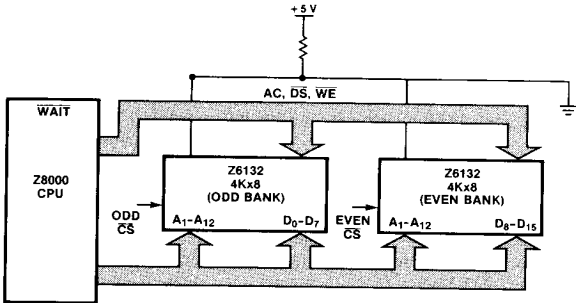 +5 V
AC, DS, WE
WAIT
Z8000
CPU
Z6132
4Kx8
(ODD BANK)
A1-A12
D0-D7
ODD
CS
Z6132
4Kx8
(EVEN BANK)
A1-A12
D8-D15
EVEN
CS